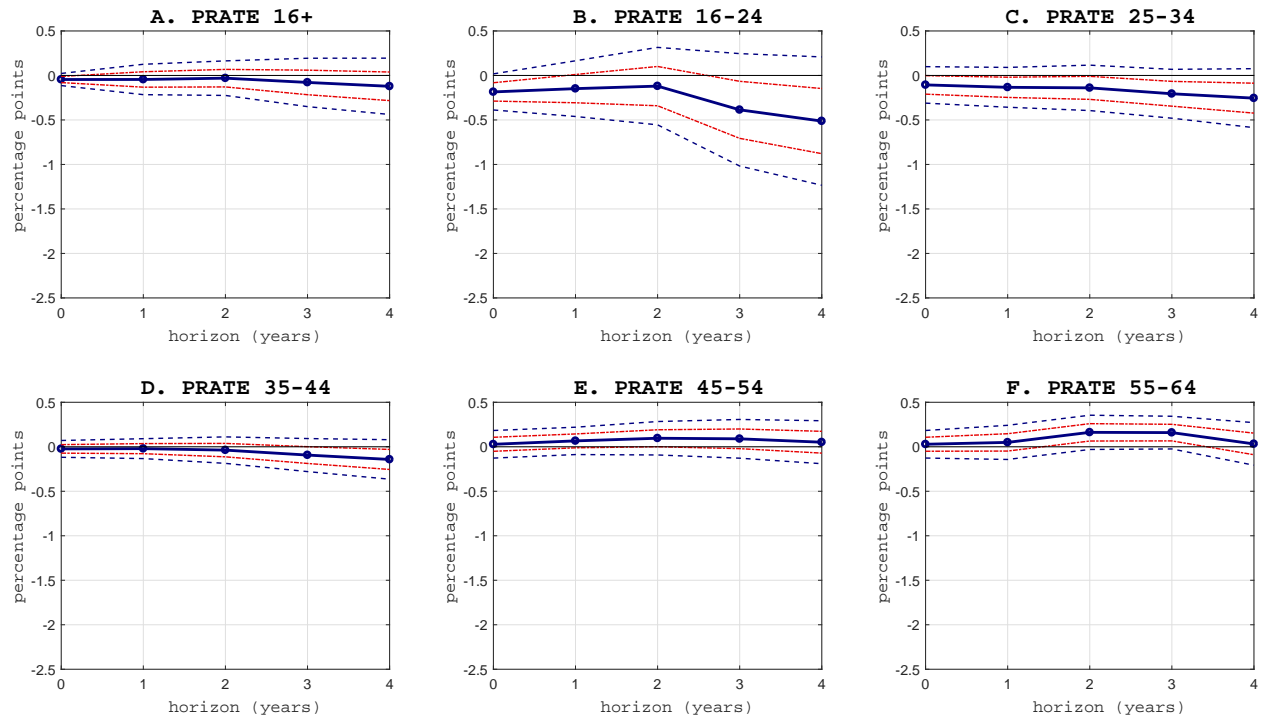 A. PRATE 16+
0.5
0
-0.5
-1
-1.5
-2
-2.5
percentage points
0 1 2 3 4
horizon (years)
B. PRATE 16-24
0.5
0
-0.5
-1
-1.5
-2
-2.5
percentage points
0 1 2 3 4
horizon (years)
C. PRATE 25-34
0.5
0
-0.5
-1
-1.5
-2
-2.5
percentage points
0 1 2 3 4
horizon (years)
D. PRATE 35-44
0.5
0
-0.5
-1
-1.5
-2
-2.5
percentage points
0 1 2 3 4
horizon (years)
E. PRATE 45-54
0.5
0
-0.5
-1
-1.5
-2
-2.5
percentage points
0 1 2 3 4
horizon (years)
F. PRATE 55-64
0.5
0
-0.5
-1
-1.5
-2
-2.5
percentage points
0 1 2 3 4
horizon (years)